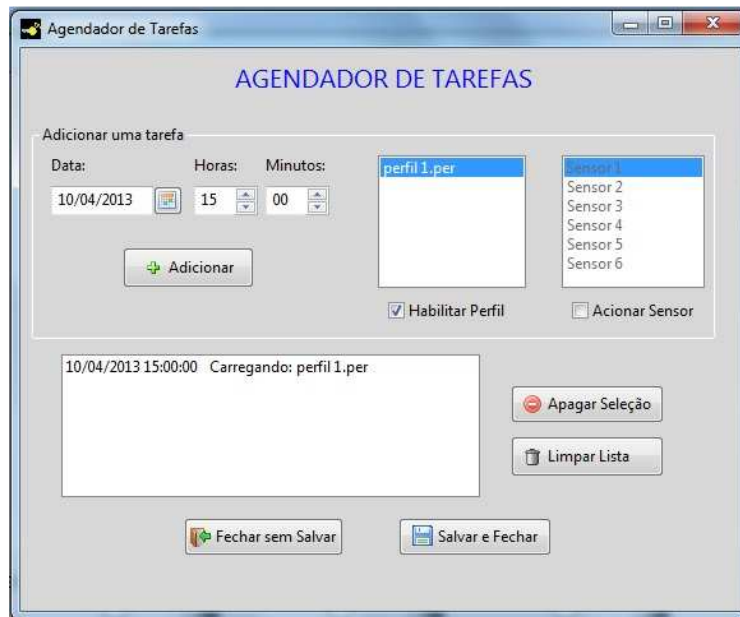 Agendador de Tarefas
AGENDADOR DE TAREFAS
Adicionar uma tarefa
Data: Horas: Minutos:
10/04/2013 15 00
Adicionar
perfil 1.per
Habilitar Perfil
Sensor 1
Sensor 2
Sensor 3
Sensor 4
Sensor 5
Sensor 6
Acionar Sensor
10/04/2013 15:00:00 Carregando: perfil 1.per
Apagar Seleção
Limpar Lista
Fechar sem Salvar
Salvar e Fechar